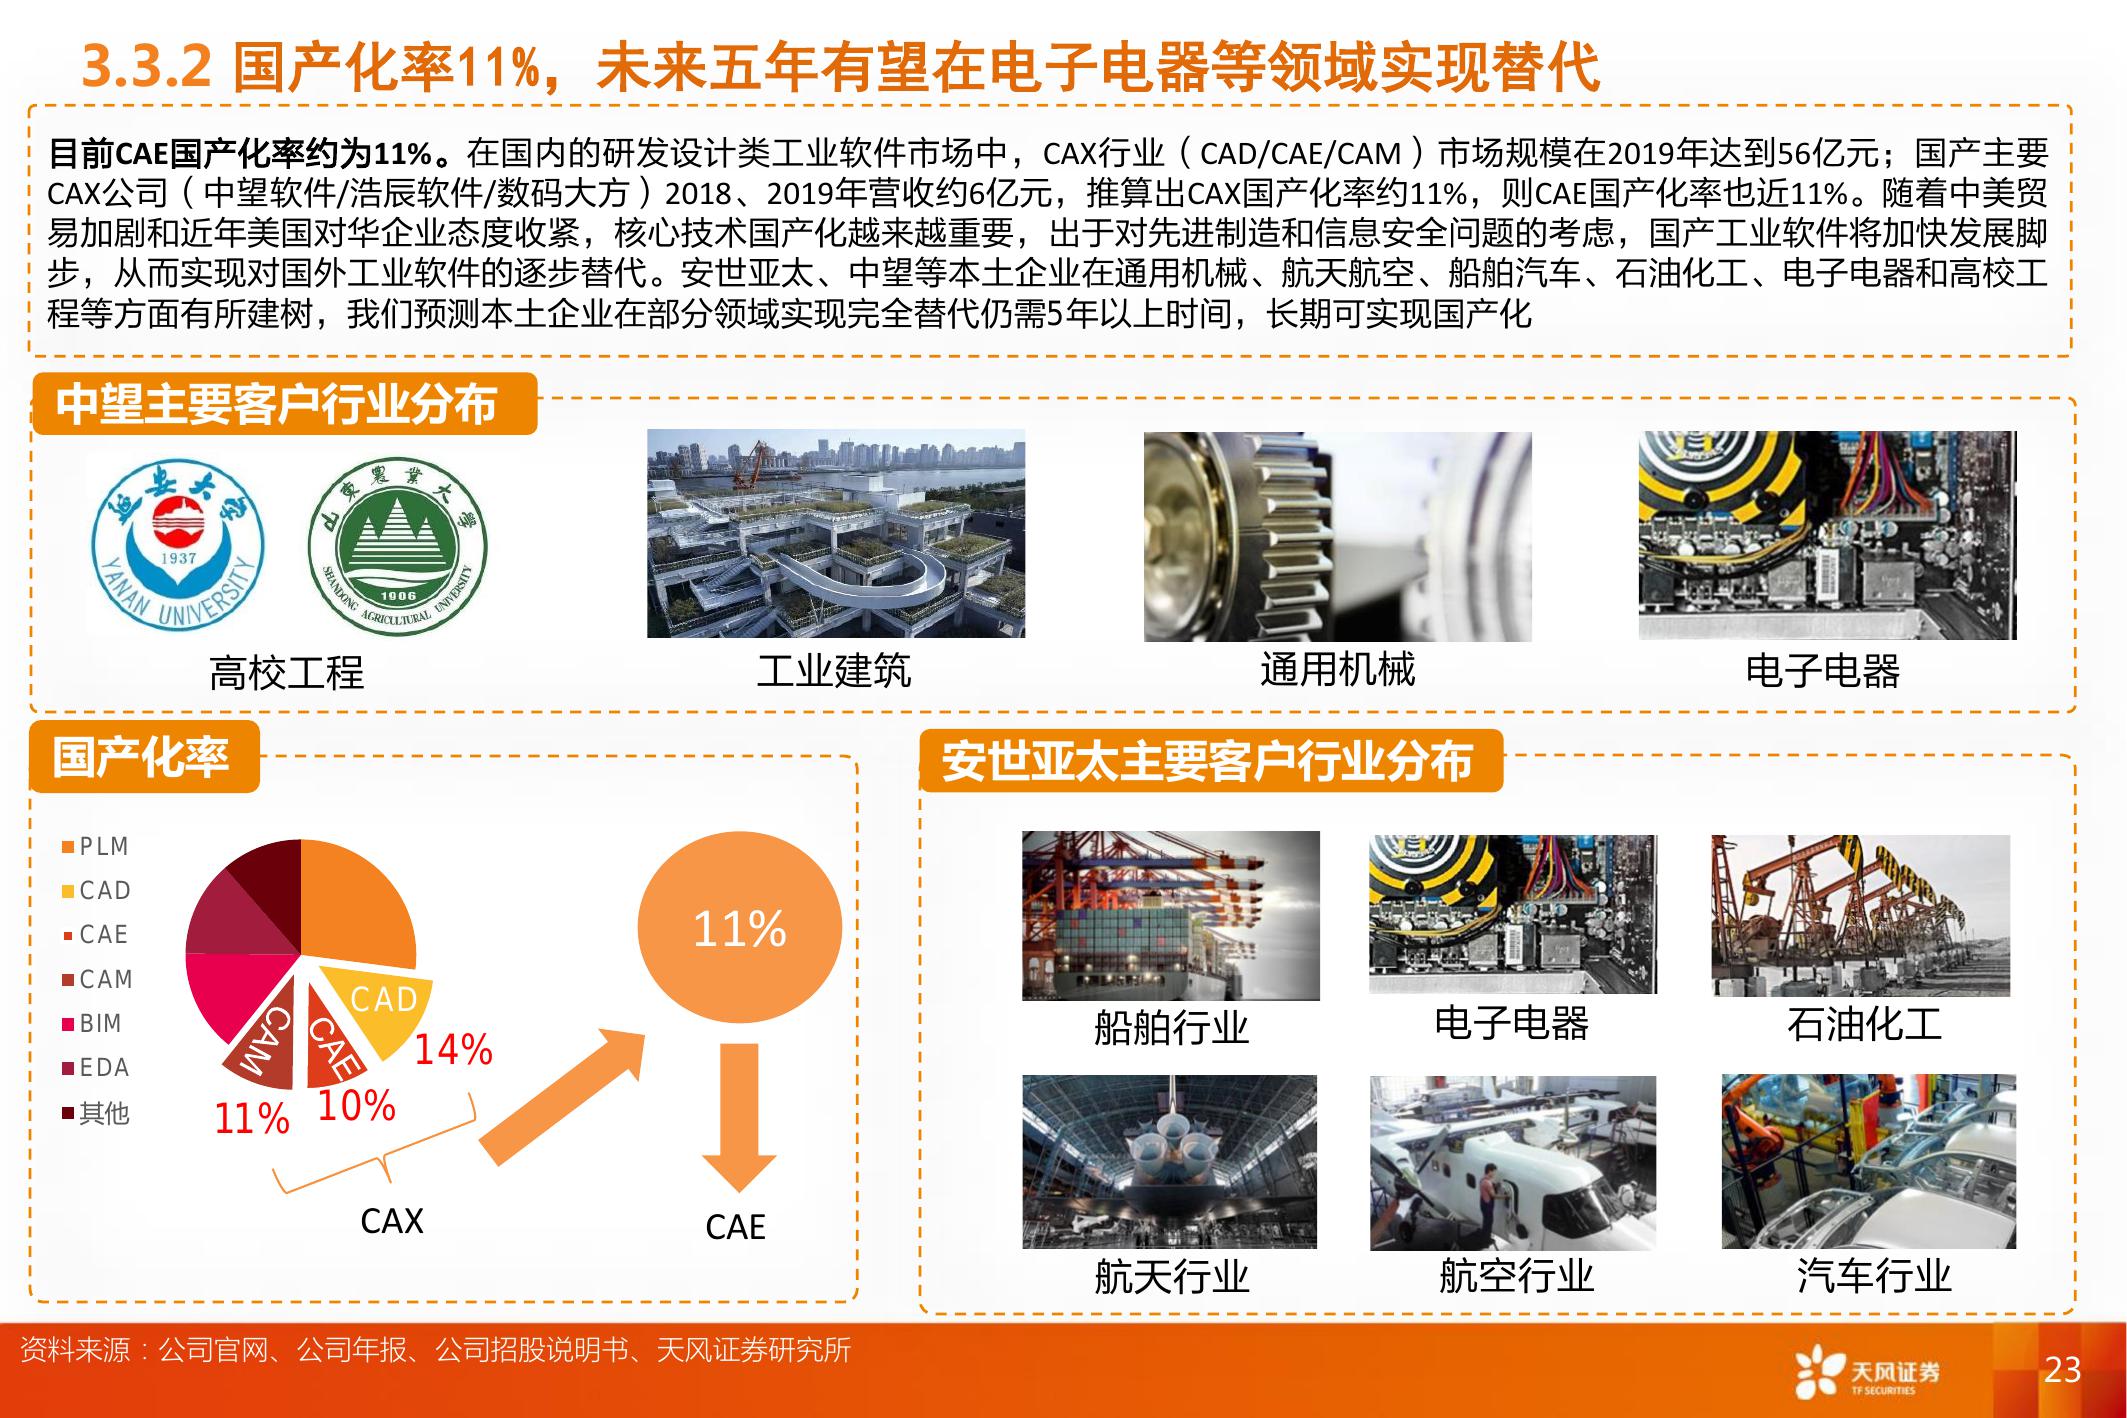 3.3.2 国产化率11%，未来五年有望在电子电器等领域实现替代
目前CAE国产化率约为11%。在国内的研发设计类工业软件市场中，CAX行业（CAD/CAE/CAM）市场规模在2019年达到56亿元；国产主要
CAX公司（中望软件/浩辰软件/数码大方）2018、2019年营收约6亿元，推算出CAX国产化率约11%，则CAE国产化率也近11%。随着中美贸
易加剧和近年美国对华企业态度收紧，核心技术国产化越来越重要，出于对先进制造和信息安全问题的考虑，国产工业软件将加快发展脚
步，从而实现对国外工业软件的逐步替代。安世亚太、中望等本土企业在通用机械、航天航空、船舶汽车、石油化工、电子电器和高校工
程等方面有所建树，我们预测本土企业在部分领域实现完全替代仍需5年以上时间，长期可实现国产化
中望主要客户行业分布
延安大学
1937
YANAN UNIVERSITY
山东農業大学
1906
SHANDONG AGRICULTURAL UNIVERSITY
高校工程
工业建筑
通用机械
电子电器
国产化率
PLM
CAD
CAE
CAM
BIM
EDA
其他
CAD
CAE
CAM
14%
10%
11%
CAX
11%
CAE
安世亚太主要客户行业分布
船舶行业
电子电器
石油化工
航天行业
航空行业
汽车行业
资料来源：公司官网、公司年报、公司招股说明书、天风证券研究所
天风证券
TF SECURITIES
23